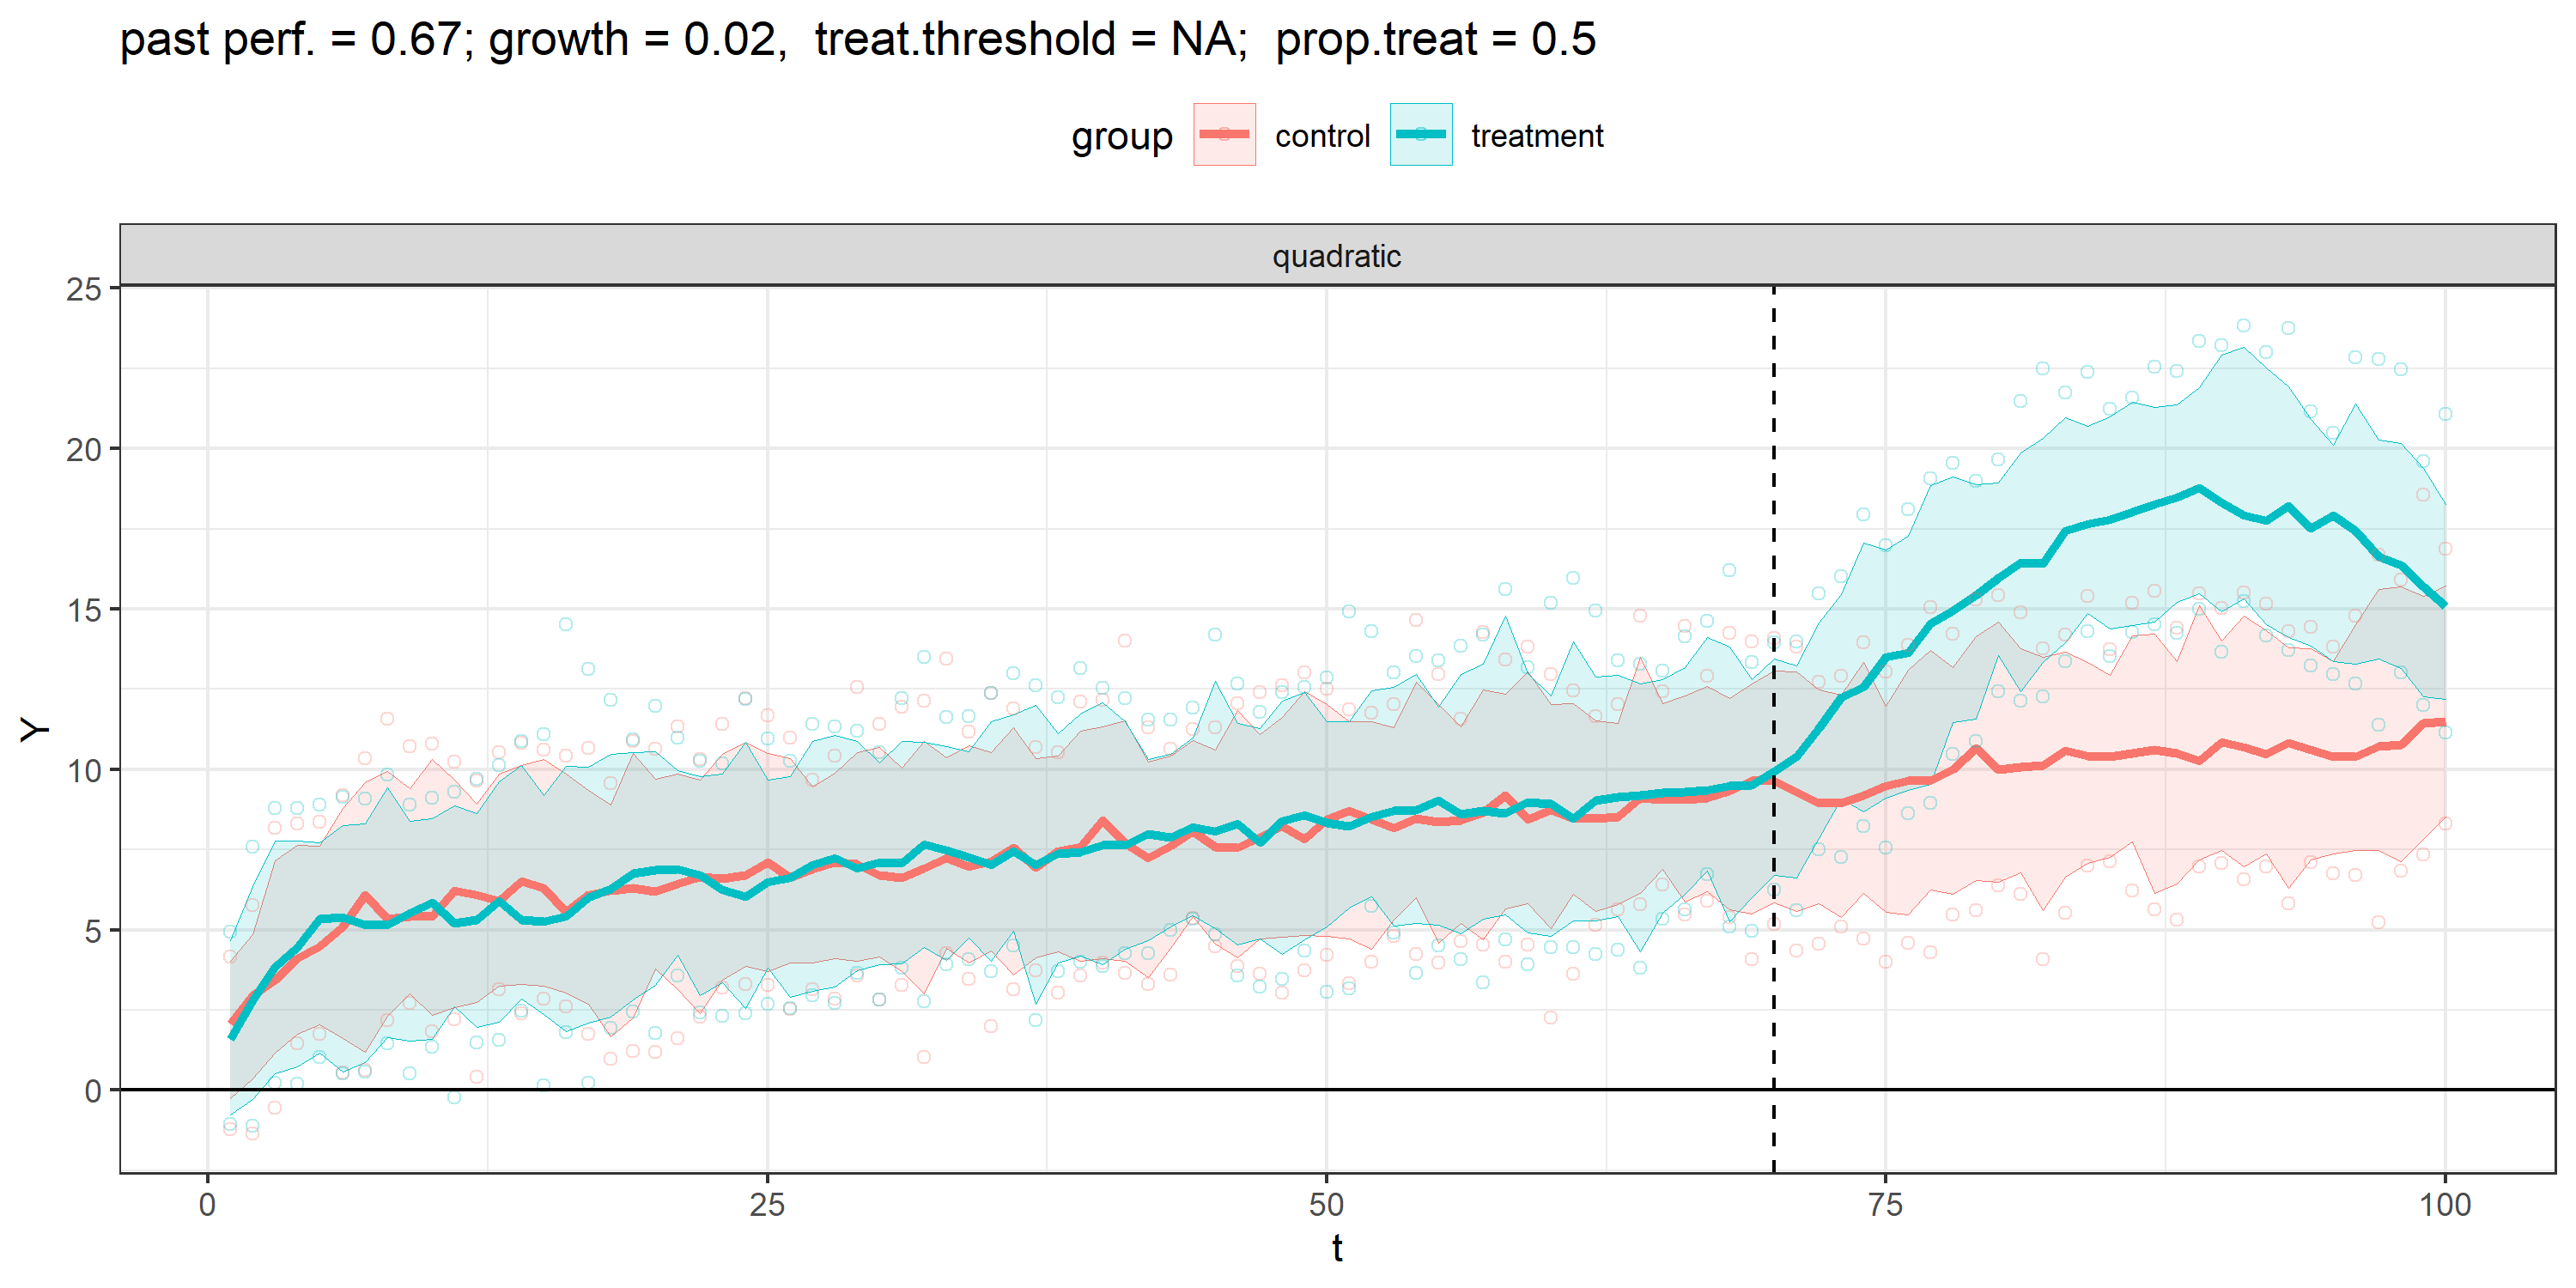 past perf. = 0.67; growth = 0.02,  treat.threshold = NA;  prop.treat = 0.5
group control treatment
quadratic
25
20
15
10
5
0
Y
0 25 50 75 100
t